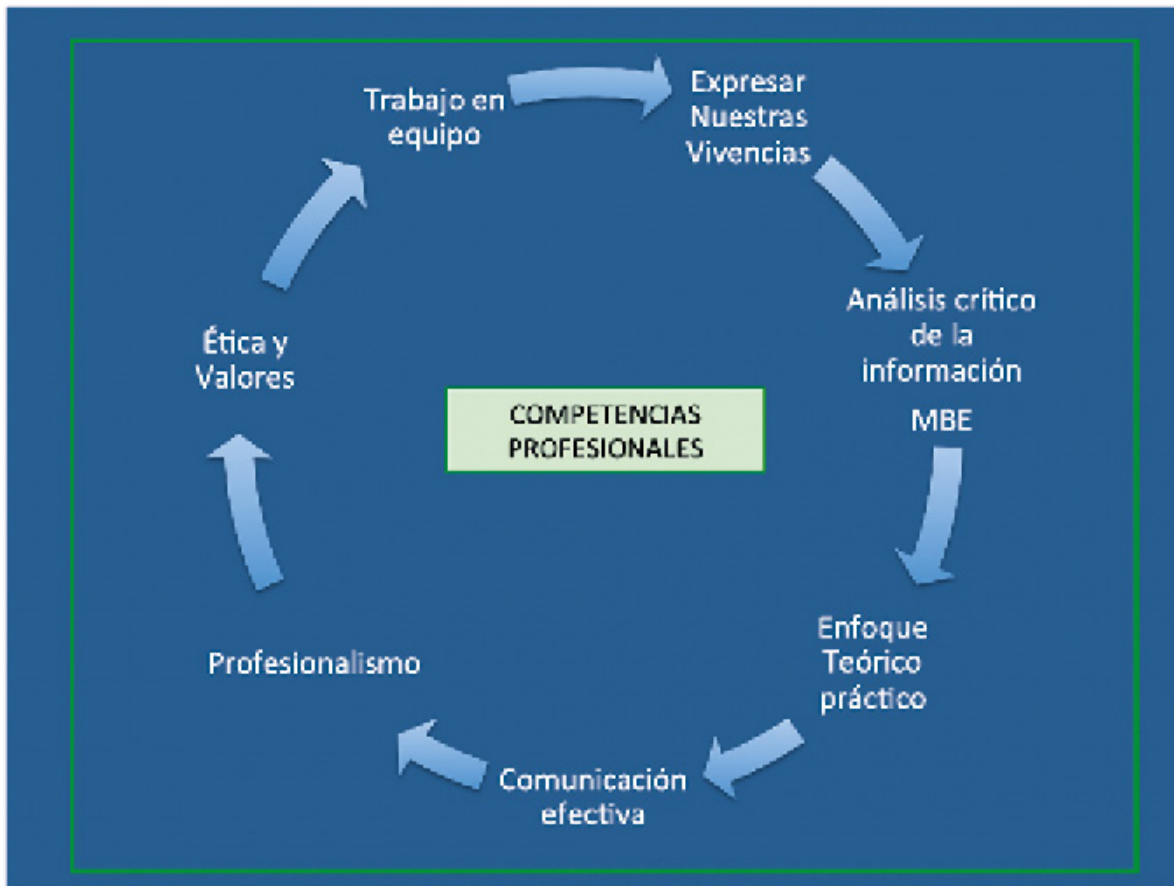 Trabajo en
equipo
Expresar
Nuestras
Vivencias
Análisis crítico
de la
información
MBE
Enfoque
Teórico
práctico
Comunicación
efectiva
Profesionalismo
Ética y
Valores
COMPETENCIAS
PROFESIONALES